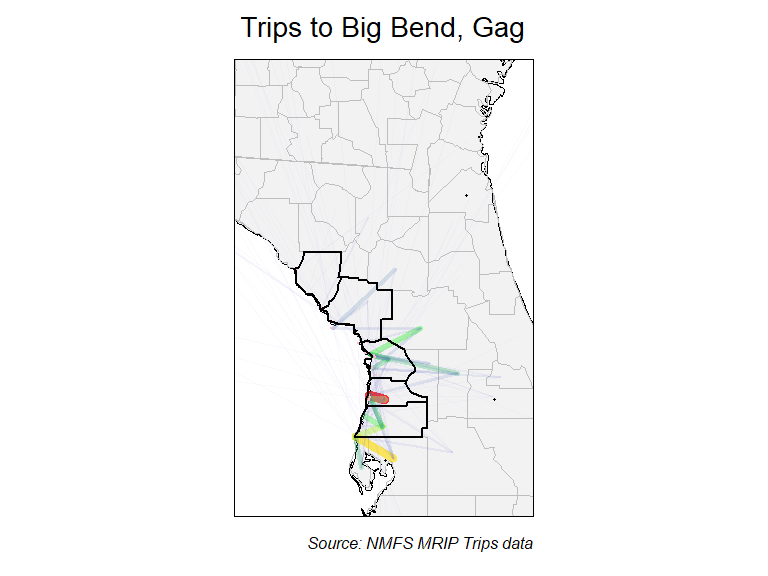 Trips to Big Bend, Gag
Source: NMFS MRIP Trips data